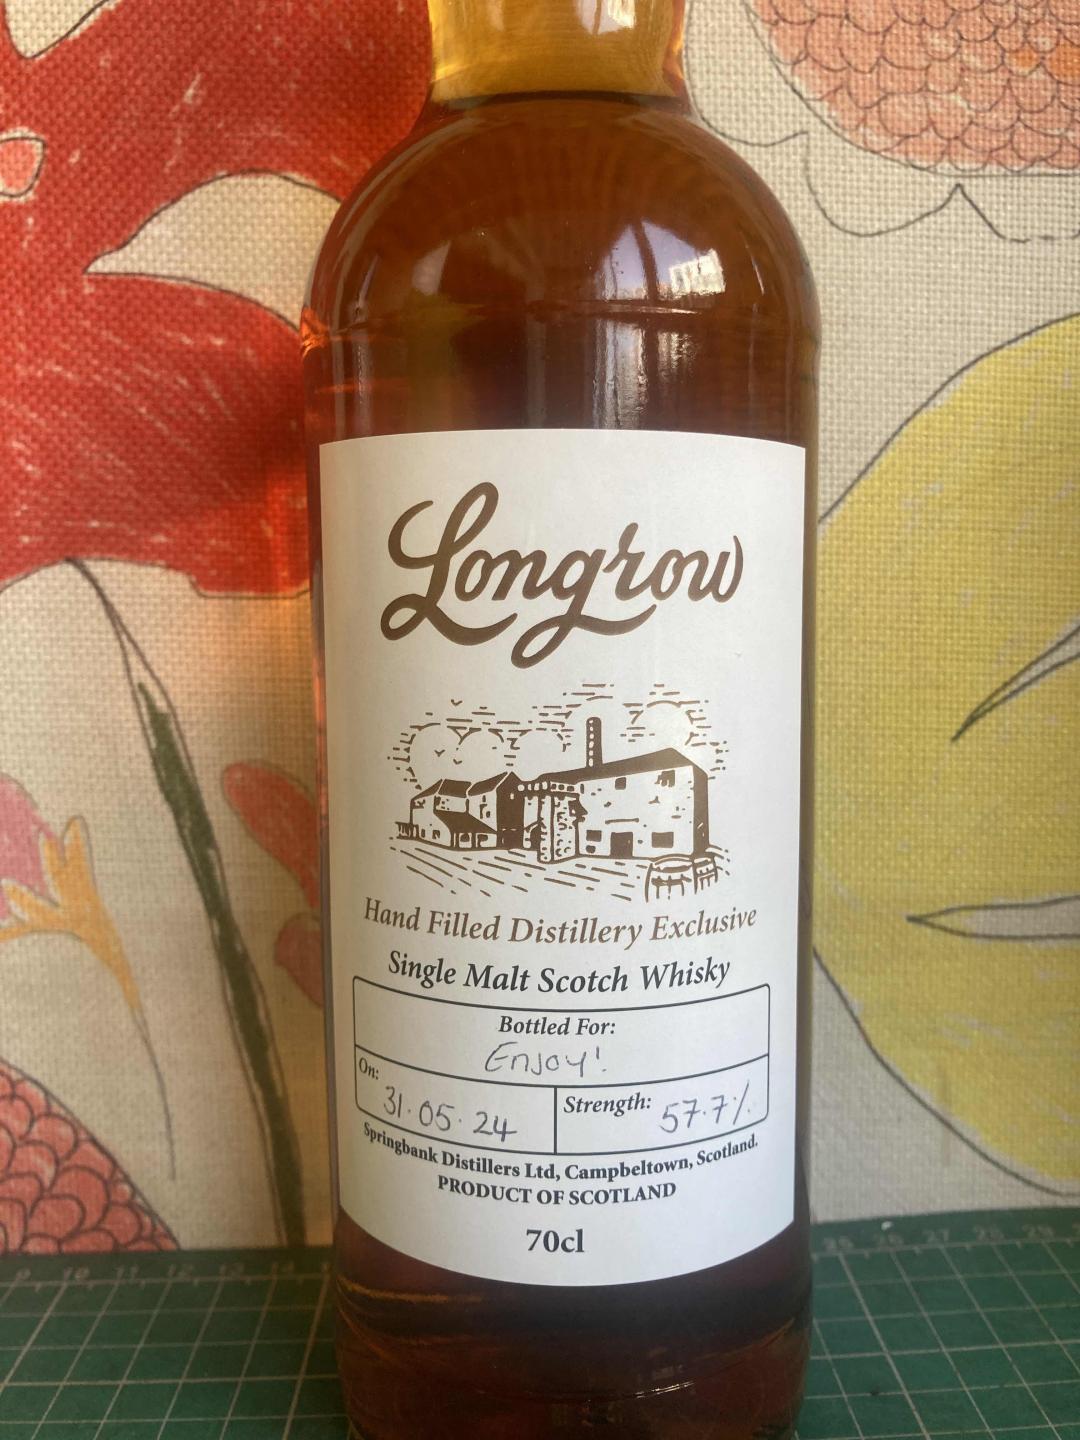 Longrow
Hand Filled Distillery Exclusive
Single Malt Scotch Whisky
Bottled For:
Enjoy!
On: 31.05.24
Strength: 57.7%
Springbank Distillers Ltd, Campbeltown, Scotland.
PRODUCT OF SCOTLAND
70cl